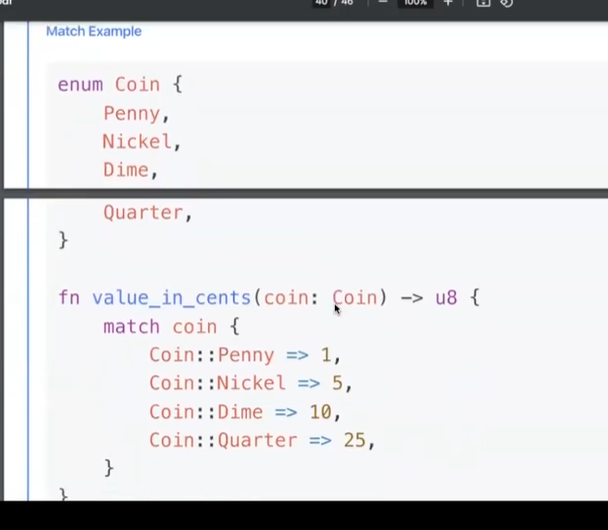 40 / 46 100%
Match Example
enum Coin {
    Penny,
    Nickel,
    Dime,
    Quarter,
}
fn value_in_cents(coin: Coin) -> u8 {
    match coin {
        Coin::Penny => 1,
        Coin::Nickel => 5,
        Coin::Dime => 10,
        Coin::Quarter => 25,
    }
}